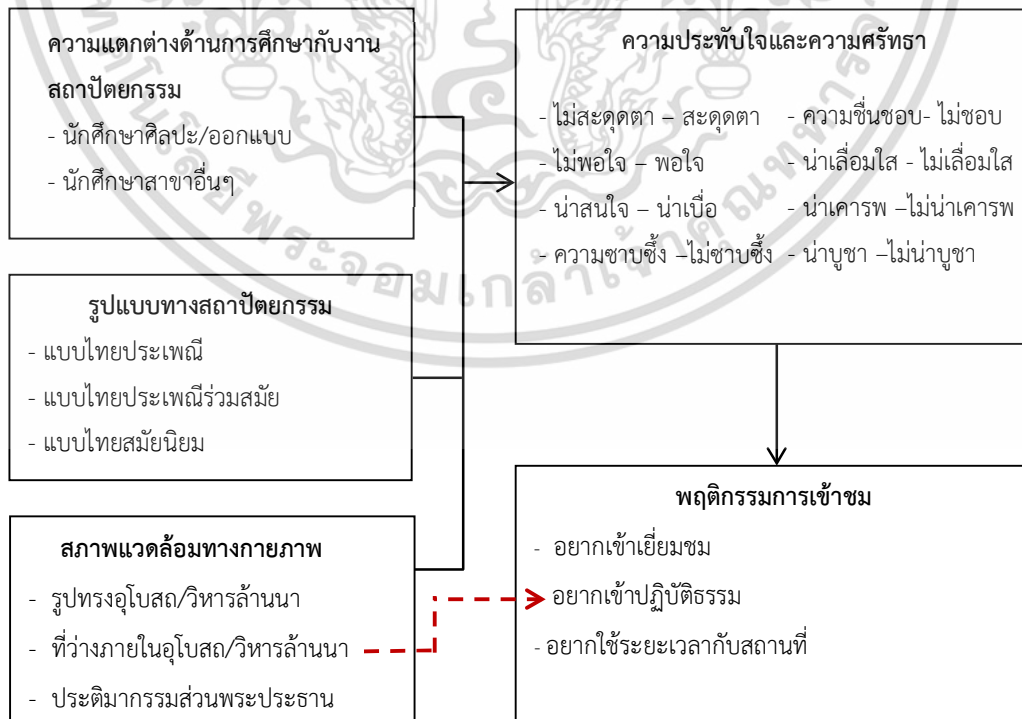 ความแตกต่างด้านการศึกษากับงาน
สถาปัตยกรรม
- นักศึกษาศิลปะ/ออกแบบ
- นักศึกษาสาขาอื่นๆ
รูปแบบทางสถาปัตยกรรม
- แบบไทยประเพณี
- แบบไทยประเพณีร่วมสมัย
- แบบไทยสมัยนิยม
สภาพแวดล้อมทางกายภาพ
- รูปทรงอุโบสถ/วิหารล้านนา
- ที่ว่างภายในอุโบสถ/วิหารล้านนา
- ประติมากรรมส่วนพระประธาน
ความประทับใจและความศรัทธา
- ไม่สะดุดตา – สะดุดตา - ความชื่นชอบ- ไม่ชอบ
- ไม่พอใจ – พอใจ - น่าเลื่อมใส - ไม่เลื่อมใส
- น่าสนใจ – น่าเบื่อ - น่าเคารพ –ไม่น่าเคารพ
- ความซาบซึ้ง –ไม่ซาบซึ้ง - น่าบูชา –ไม่น่าบูชา
พฤติกรรมการเข้าชม
- อยากเข้าเยี่ยมชม
อยากเข้าปฏิบัติธรรม
- อยากใช้ระยะเวลากับสถานที่
พระจอมเกล้าเจ้าคุณทหาร